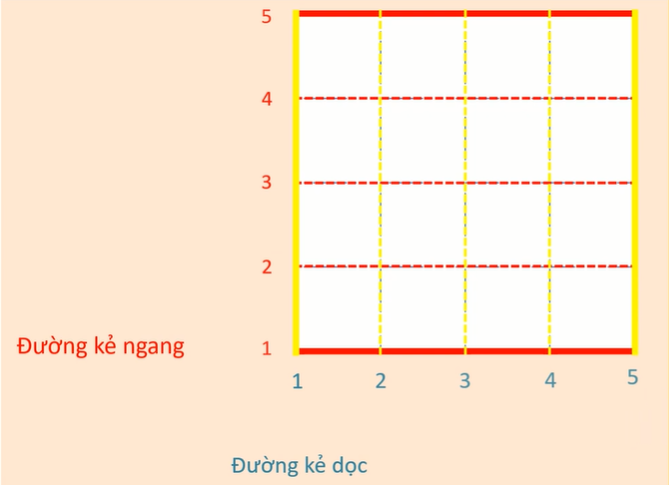 5
4
3
2
Đường kẻ ngang 1
1 2 3 4 5
Đường kẻ dọc